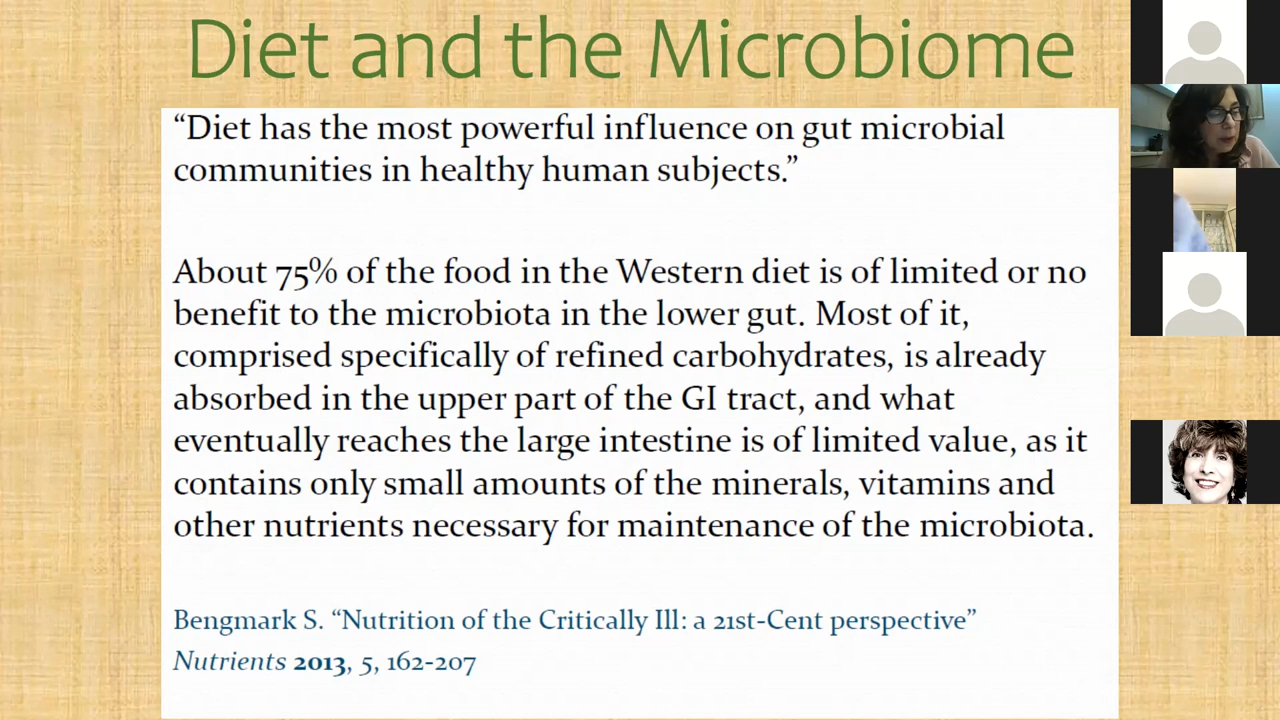 Diet and the Microbiome
“Diet has the most powerful influence on gut microbial
communities in healthy human subjects.”
About 75% of the food in the Western diet is of limited or no
benefit to the microbiota in the lower gut. Most of it,
comprised specifically of refined carbohydrates, is already
absorbed in the upper part of the GI tract, and what
eventually reaches the large intestine is of limited value, as it
contains only small amounts of the minerals, vitamins and
other nutrients necessary for maintenance of the microbiota.
Bengmark S. “Nutrition of the Critically Ill: a 21st-Cent perspective”
Nutrients 2013, 5, 162-207